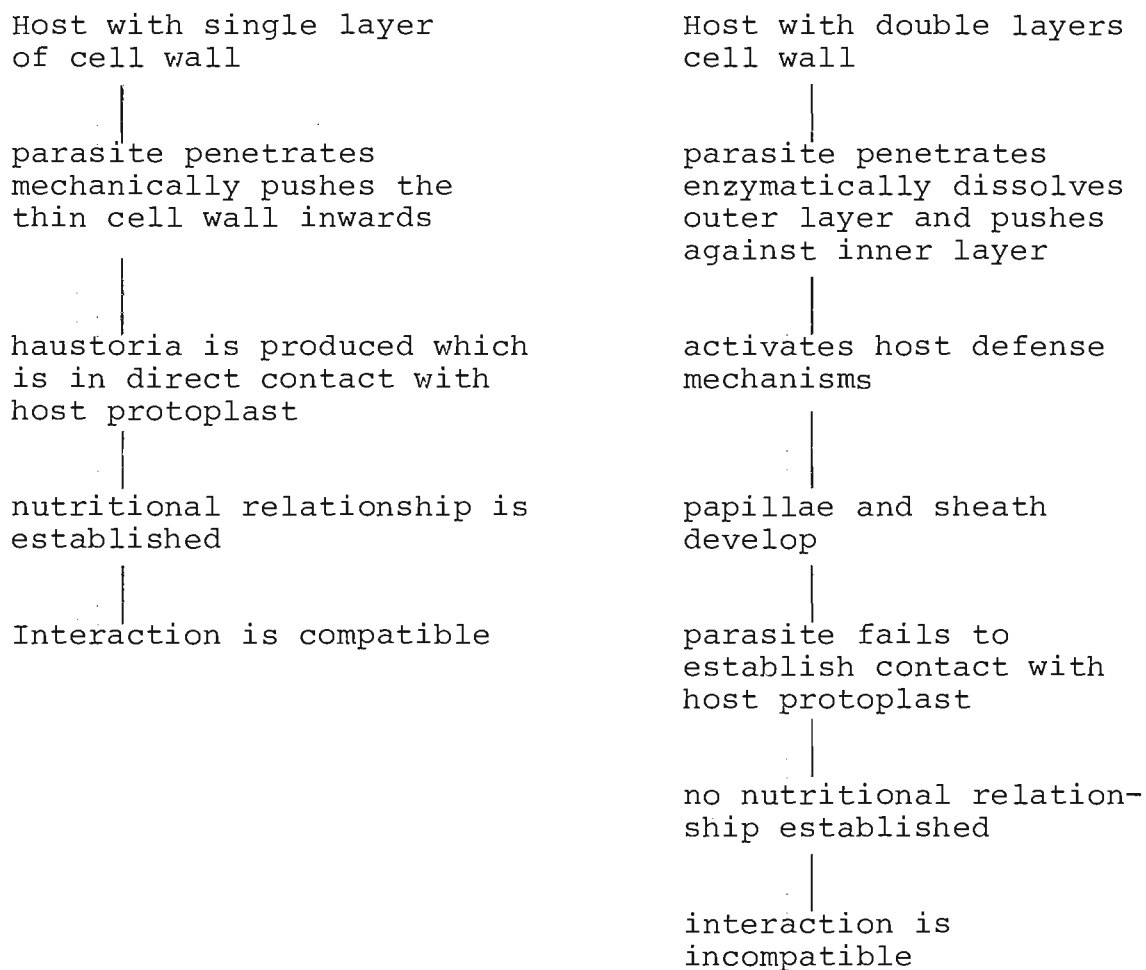 Host with single layer
of cell wall
parasite penetrates
mechanically pushes the
thin cell wall inwards
haustoria is produced which
is in direct contact with
host protoplast
nutritional relationship is
established
Interaction is compatible
Host with double layers
cell wall
parasite penetrates
enzymatically dissolves
outer layer and pushes
against inner layer
activates host defense
mechanisms
papillae and sheath
develop
parasite fails to
establish contact with
host protoplast
no nutritional relation-
ship established
interaction is
incompatible